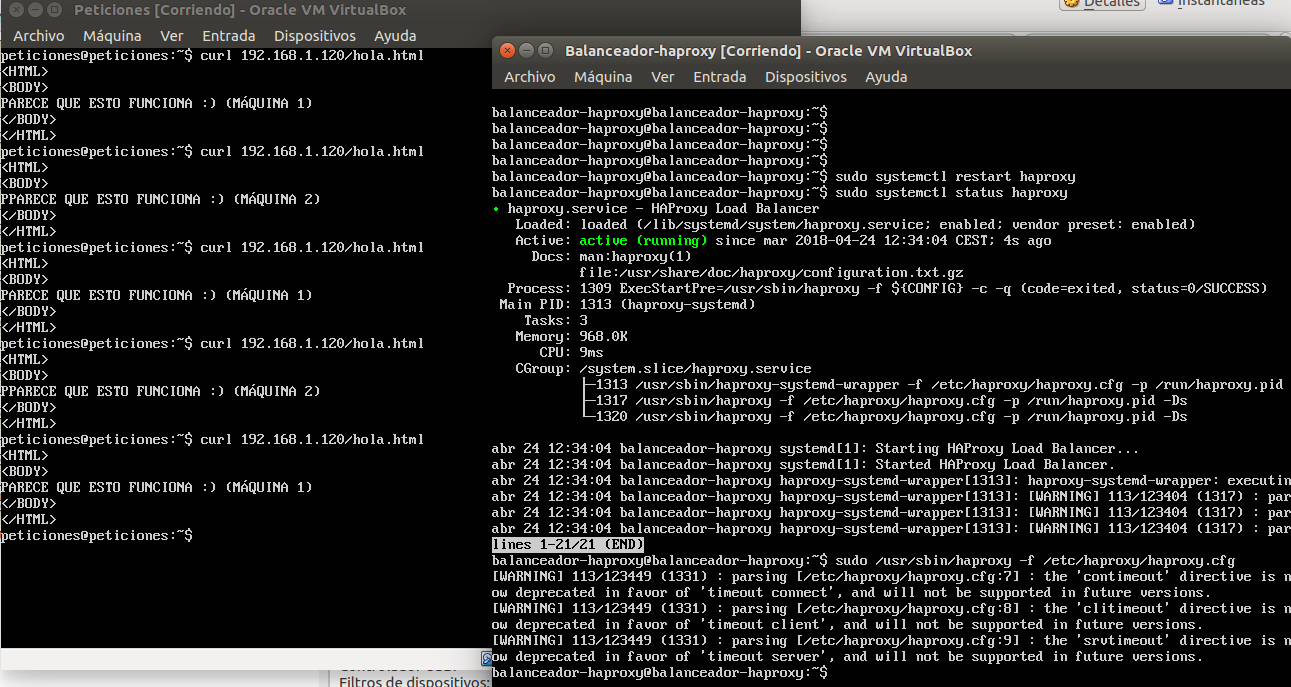 Peticiones [Corriendo] - Oracle VM VirtualBox
Archivo Máquina Ver Entrada Dispositivos Ayuda
peticiones@peticiones:~$ curl 192.168.1.120/hola.html
<HTML>
<BODY>
PARECE QUE ESTO FUNCIONA :) (MÁQUINA 1)
</BODY>
</HTML>
peticiones@peticiones:~$ curl 192.168.1.120/hola.html
<HTML>
<BODY>
PPARECE QUE ESTO FUNCIONA :) (MÁQUINA 2)
</BODY>
</HTML>
peticiones@peticiones:~$ curl 192.168.1.120/hola.html
<HTML>
<BODY>
PARECE QUE ESTO FUNCIONA :) (MÁQUINA 1)
</BODY>
</HTML>
peticiones@peticiones:~$ curl 192.168.1.120/hola.html
<HTML>
<BODY>
PPARECE QUE ESTO FUNCIONA :) (MÁQUINA 2)
</BODY>
</HTML>
peticiones@peticiones:~$ curl 192.168.1.120/hola.html
<HTML>
<BODY>
PARECE QUE ESTO FUNCIONA :) (MÁQUINA 1)
</BODY>
</HTML>
peticiones@peticiones:~$
Detalles
Instantáneas
Balanceador-haproxy [Corriendo] - Oracle VM VirtualBox
Archivo Máquina Ver Entrada Dispositivos Ayuda
balanceador-haproxy@balanceador-haproxy:~$
balanceador-haproxy@balanceador-haproxy:~$
balanceador-haproxy@balanceador-haproxy:~$
balanceador-haproxy@balanceador-haproxy:~$
balanceador-haproxy@balanceador-haproxy:~$ sudo systemctl restart haproxy
balanceador-haproxy@balanceador-haproxy:~$ sudo systemctl status haproxy
• haproxy.service - HAProxy Load Balancer
Loaded: loaded (/lib/systemd/system/haproxy.service; enabled; vendor preset: enabled)
Active: active (running) since mar 2018-04-24 12:34:04 CEST; 4s ago
Docs: man:haproxy(1)
file:/usr/share/doc/haproxy/configuration.txt.gz
Process: 1309 ExecStartPre=/usr/sbin/haproxy -f ${CONFIG} -c -q (code=exited, status=0/SUCCESS)
Main PID: 1313 (haproxy-systemd)
Tasks: 3
Memory: 968.0K
CPU: 9ms
CGroup: /system.slice/haproxy.service
├─1313 /usr/sbin/haproxy-systemd-wrapper -f /etc/haproxy/haproxy.cfg -p /run/haproxy.pid
├─1317 /usr/sbin/haproxy -f /etc/haproxy/haproxy.cfg -p /run/haproxy.pid -Ds
└─1320 /usr/sbin/haproxy -f /etc/haproxy/haproxy.cfg -p /run/haproxy.pid -Ds
abr 24 12:34:04 balanceador-haproxy systemd[1]: Starting HAProxy Load Balancer...
abr 24 12:34:04 balanceador-haproxy systemd[1]: Started HAProxy Load Balancer.
abr 24 12:34:04 balanceador-haproxy haproxy-systemd-wrapper[1313]: haproxy-systemd-wrapper: executin
abr 24 12:34:04 balanceador-haproxy haproxy-systemd-wrapper[1313]: [WARNING] 113/123404 (1317) : par
abr 24 12:34:04 balanceador-haproxy haproxy-systemd-wrapper[1313]: [WARNING] 113/123404 (1317) : par
abr 24 12:34:04 balanceador-haproxy haproxy-systemd-wrapper[1313]: [WARNING] 113/123404 (1317) : par
lines 1-21/21 (END)
balanceador-haproxy@balanceador-haproxy:~$ sudo /usr/sbin/haproxy -f /etc/haproxy/haproxy.cfg
[WARNING] 113/123449 (1331) : parsing [/etc/haproxy/haproxy.cfg:7] : the 'contimeout' directive is n
ow deprecated in favor of 'timeout connect', and will not be supported in future versions.
[WARNING] 113/123449 (1331) : parsing [/etc/haproxy/haproxy.cfg:8] : the 'clitimeout' directive is n
ow deprecated in favor of 'timeout client', and will not be supported in future versions.
[WARNING] 113/123449 (1331) : parsing [/etc/haproxy/haproxy.cfg:9] : the 'srvtimeout' directive is n
ow deprecated in favor of 'timeout server', and will not be supported in future versions.
balanceador-haproxy@balanceador-haproxy:~$
Filtros de dispositivos: